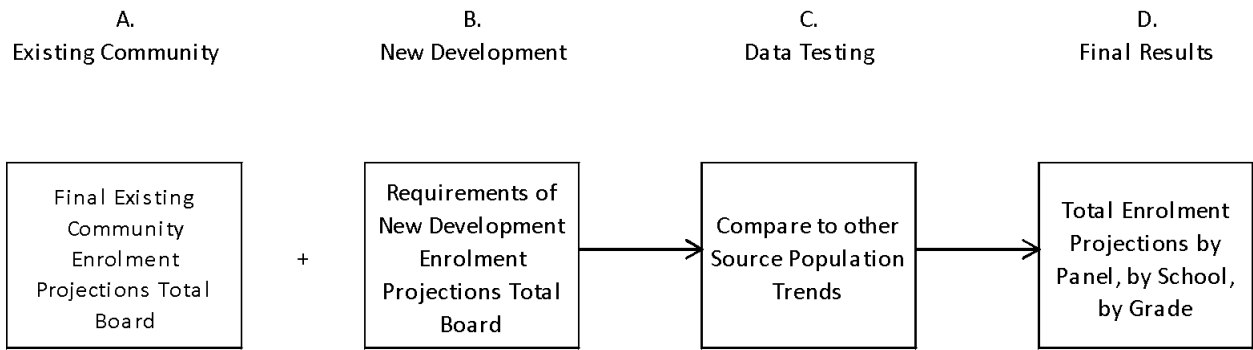 A.
Existing Community
B.
New Development
C.
Data Testing
D.
Final Results
Final Existing
Community
Enrolment
Projections Total
Board
+
Requirements of
New Development
Enrolment
Projections Total
Board
Compare to other
Source Population
Trends
Total Enrolment
Projections by
Panel, by School,
by Grade